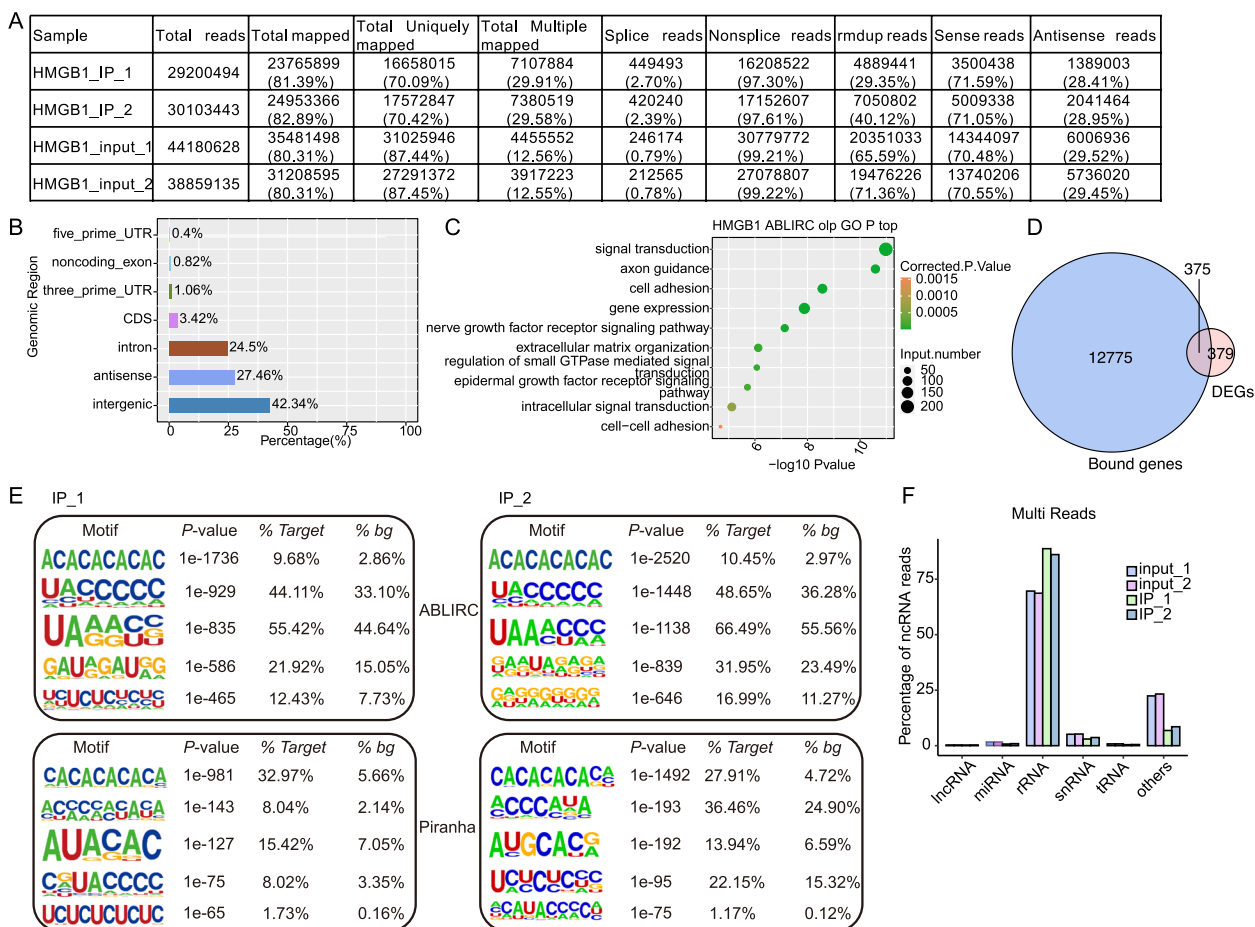 A
Sample Total reads Total mapped Total Uniquely mapped Total Multiple mapped Splice reads Nonsplice reads rmdup reads Sense reads Antisense reads
HMGB1_IP_1 29200494 23765899 (81.39%) 16658015 (70.09%) 7107884 (29.91%) 449493 (2.70%) 16208522 (97.30%) 4889441 (29.35%) 3500438 (71.59%) 1389003 (28.41%)
HMGB1_IP_2 30103443 24953366 (82.89%) 17572847 (70.42%) 7380519 (29.58%) 420240 (2.39%) 17152607 (97.61%) 7050802 (40.12%) 5009338 (71.05%) 2041464 (28.95%)
HMGB1_input_1 44180628 35481498 (80.31%) 31025946 (87.44%) 4455552 (12.56%) 246174 (0.79%) 30779772 (99.21%) 20351033 (65.59%) 14344097 (70.48%) 6006936 (29.52%)
HMGB1_input_2 38859135 31208595 (80.31%) 27291372 (87.45%) 3917223 (12.55%) 212565 (0.78%) 27078807 (99.22%) 19476226 (71.36%) 13740206 (70.55%) 5736020 (29.45%)
B
Genomic Region
five_prime_UTR 0.4%
noncoding_exon 0.82%
three_prime_UTR 1.06%
CDS 3.42%
intron 24.5%
antisense 27.46%
intergenic 42.34%
0 25 50 75 100
Percentage(%)
C
HMGB1 ABLIRC olp GO P top
signal transduction
axon guidance
cell adhesion
gene expression
nerve growth factor receptor signaling pathway
extracellular matrix organization
regulation of small GTPase mediated signal
transduction
epidermal growth factor receptor signaling
pathway
intracellular signal transduction
cell-cell adhesion
6 8 10
-log10 Pvalue
Corrected.P.Value
0.0015
0.0010
0.0005
Input.number
50
100
150
200
D
375
12775
379
DEGs
Bound genes
E
IP_1
Motif P-value % Target % bg
ACACACACAC 1e-1736 9.68% 2.86%
UACCCCC 1e-929 44.11% 33.10%
1e-835 55.42% 44.64%
1e-586 21.92% 15.05%
1e-465 12.43% 7.73%
IP_2
Motif P-value % Target % bg
ACACACACAC 1e-2520 10.45% 2.97%
UACCCCC 1e-1448 48.65% 36.28%
UAAACCC 1e-1138 66.49% 55.56%
1e-839 31.95% 23.49%
1e-646 16.99% 11.27%
ABLIRC
Motif P-value % Target % bg
CACACACACA 1e-981 32.97% 5.66%
1e-143 8.04% 2.14%
AUACAC 1e-127 15.42% 7.05%
1e-75 8.02% 3.35%
UCUCUCUCUC 1e-65 1.73% 0.16%
Motif P-value % Target % bg
1e-1492 27.91% 4.72%
1e-193 36.46% 24.90%
1e-192 13.94% 6.59%
1e-95 22.15% 15.32%
1e-75 1.17% 0.12%
Piranha
F
Multi Reads
Percentage of ncRNA reads
75
25
0
input_1
input_2
IP_1
IP_2
lncRNA
miRNA
rRNA
snRNA
tRNA
others